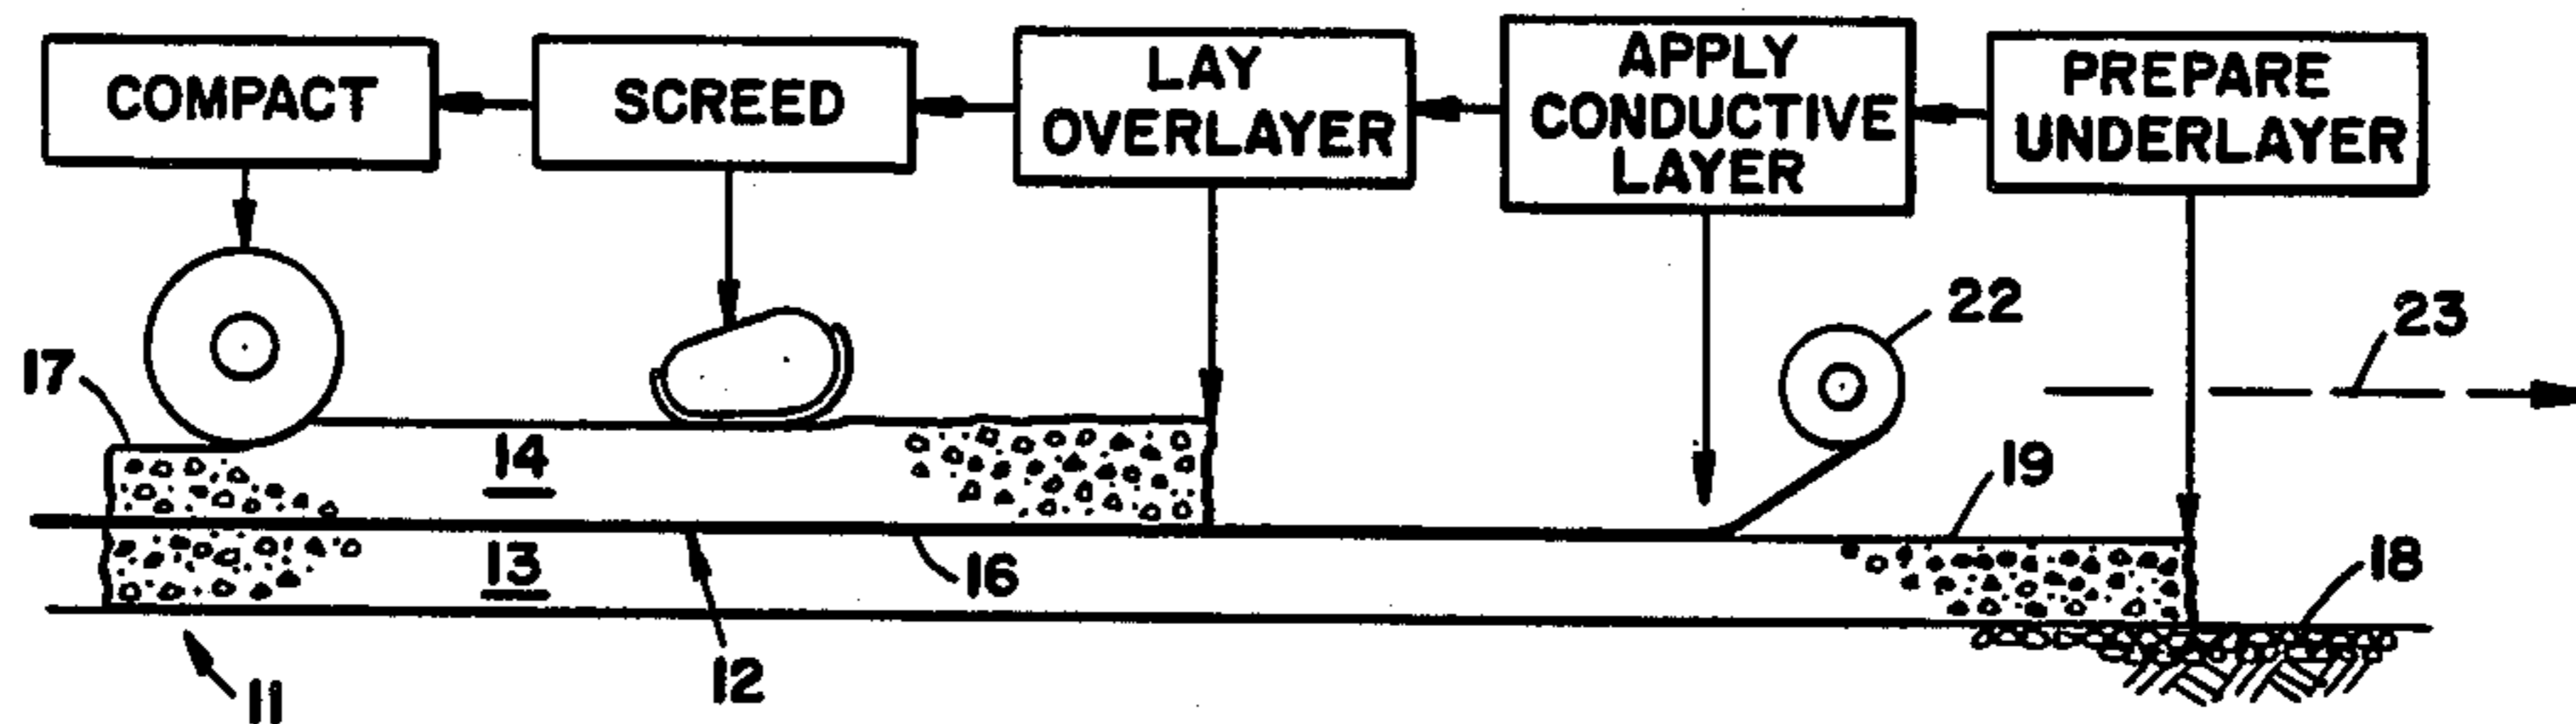 COMPACT
SCREED
LAY
OVERLAYER
APPLY
CONDUCTIVE
LAYER
PREPARE
UNDERLAYER
22
23
17
14
19
13
16
18
12
11